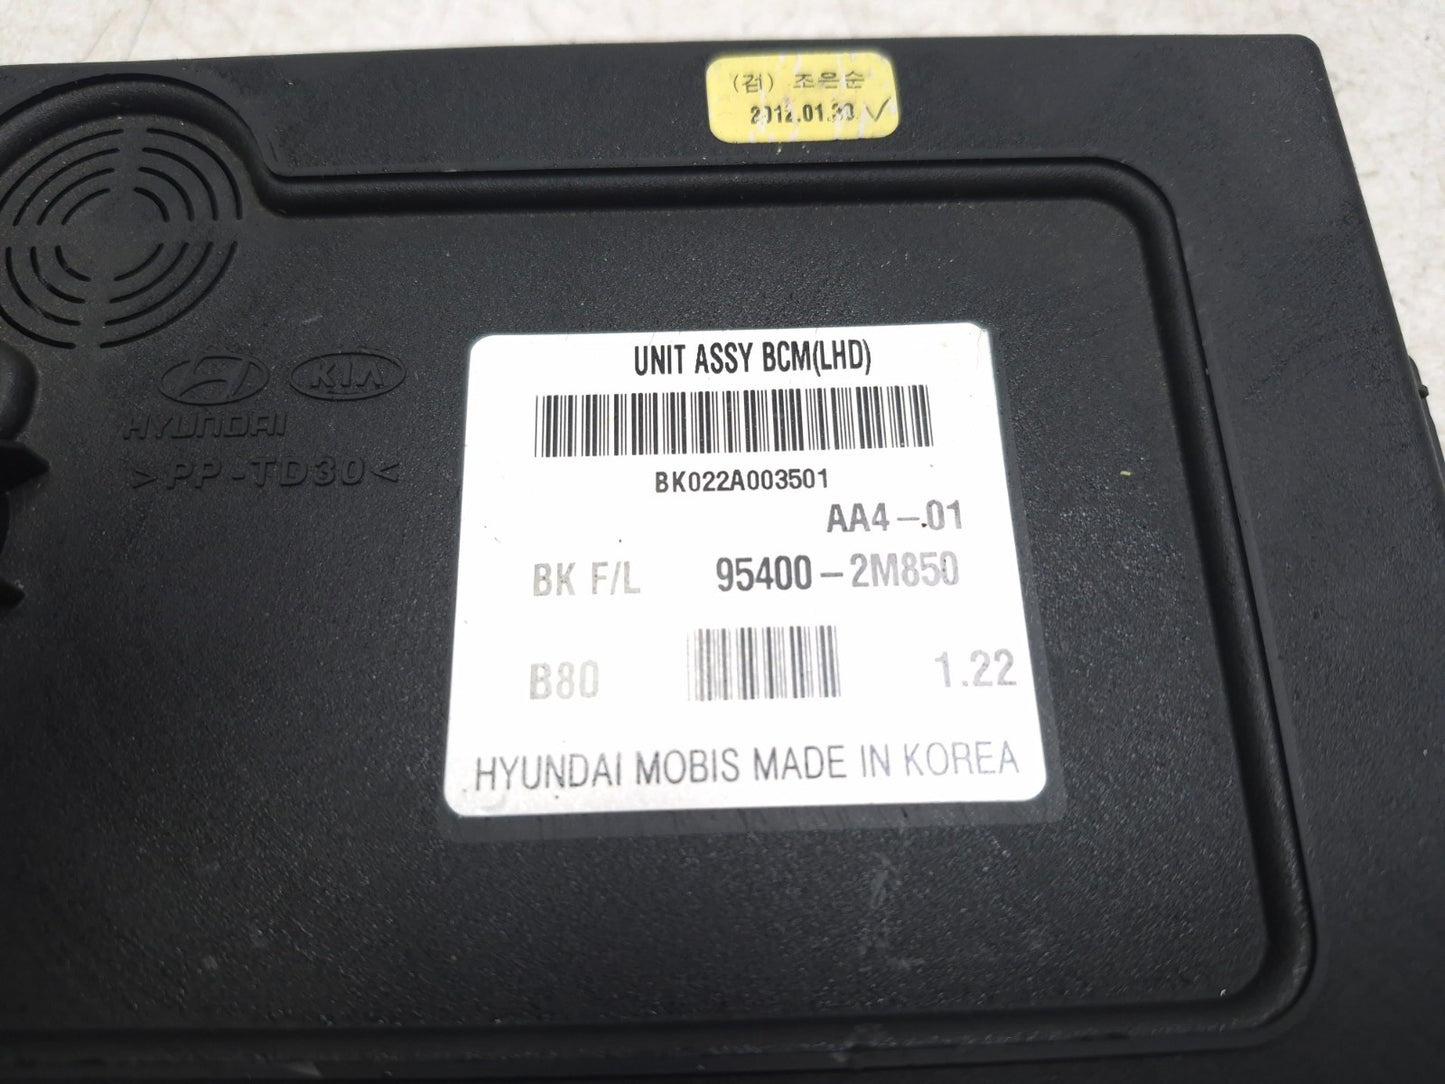 (검) 조은순
2012.01.30 ✓
UNIT ASSY BCM(LHD)
BK022A003501
AA4-01
BK F/L 95400-2M850
B80 1.22
HYUNDAI MOBIS MADE IN KOREA
KIA
HYUNDAI
>PP-TD30<